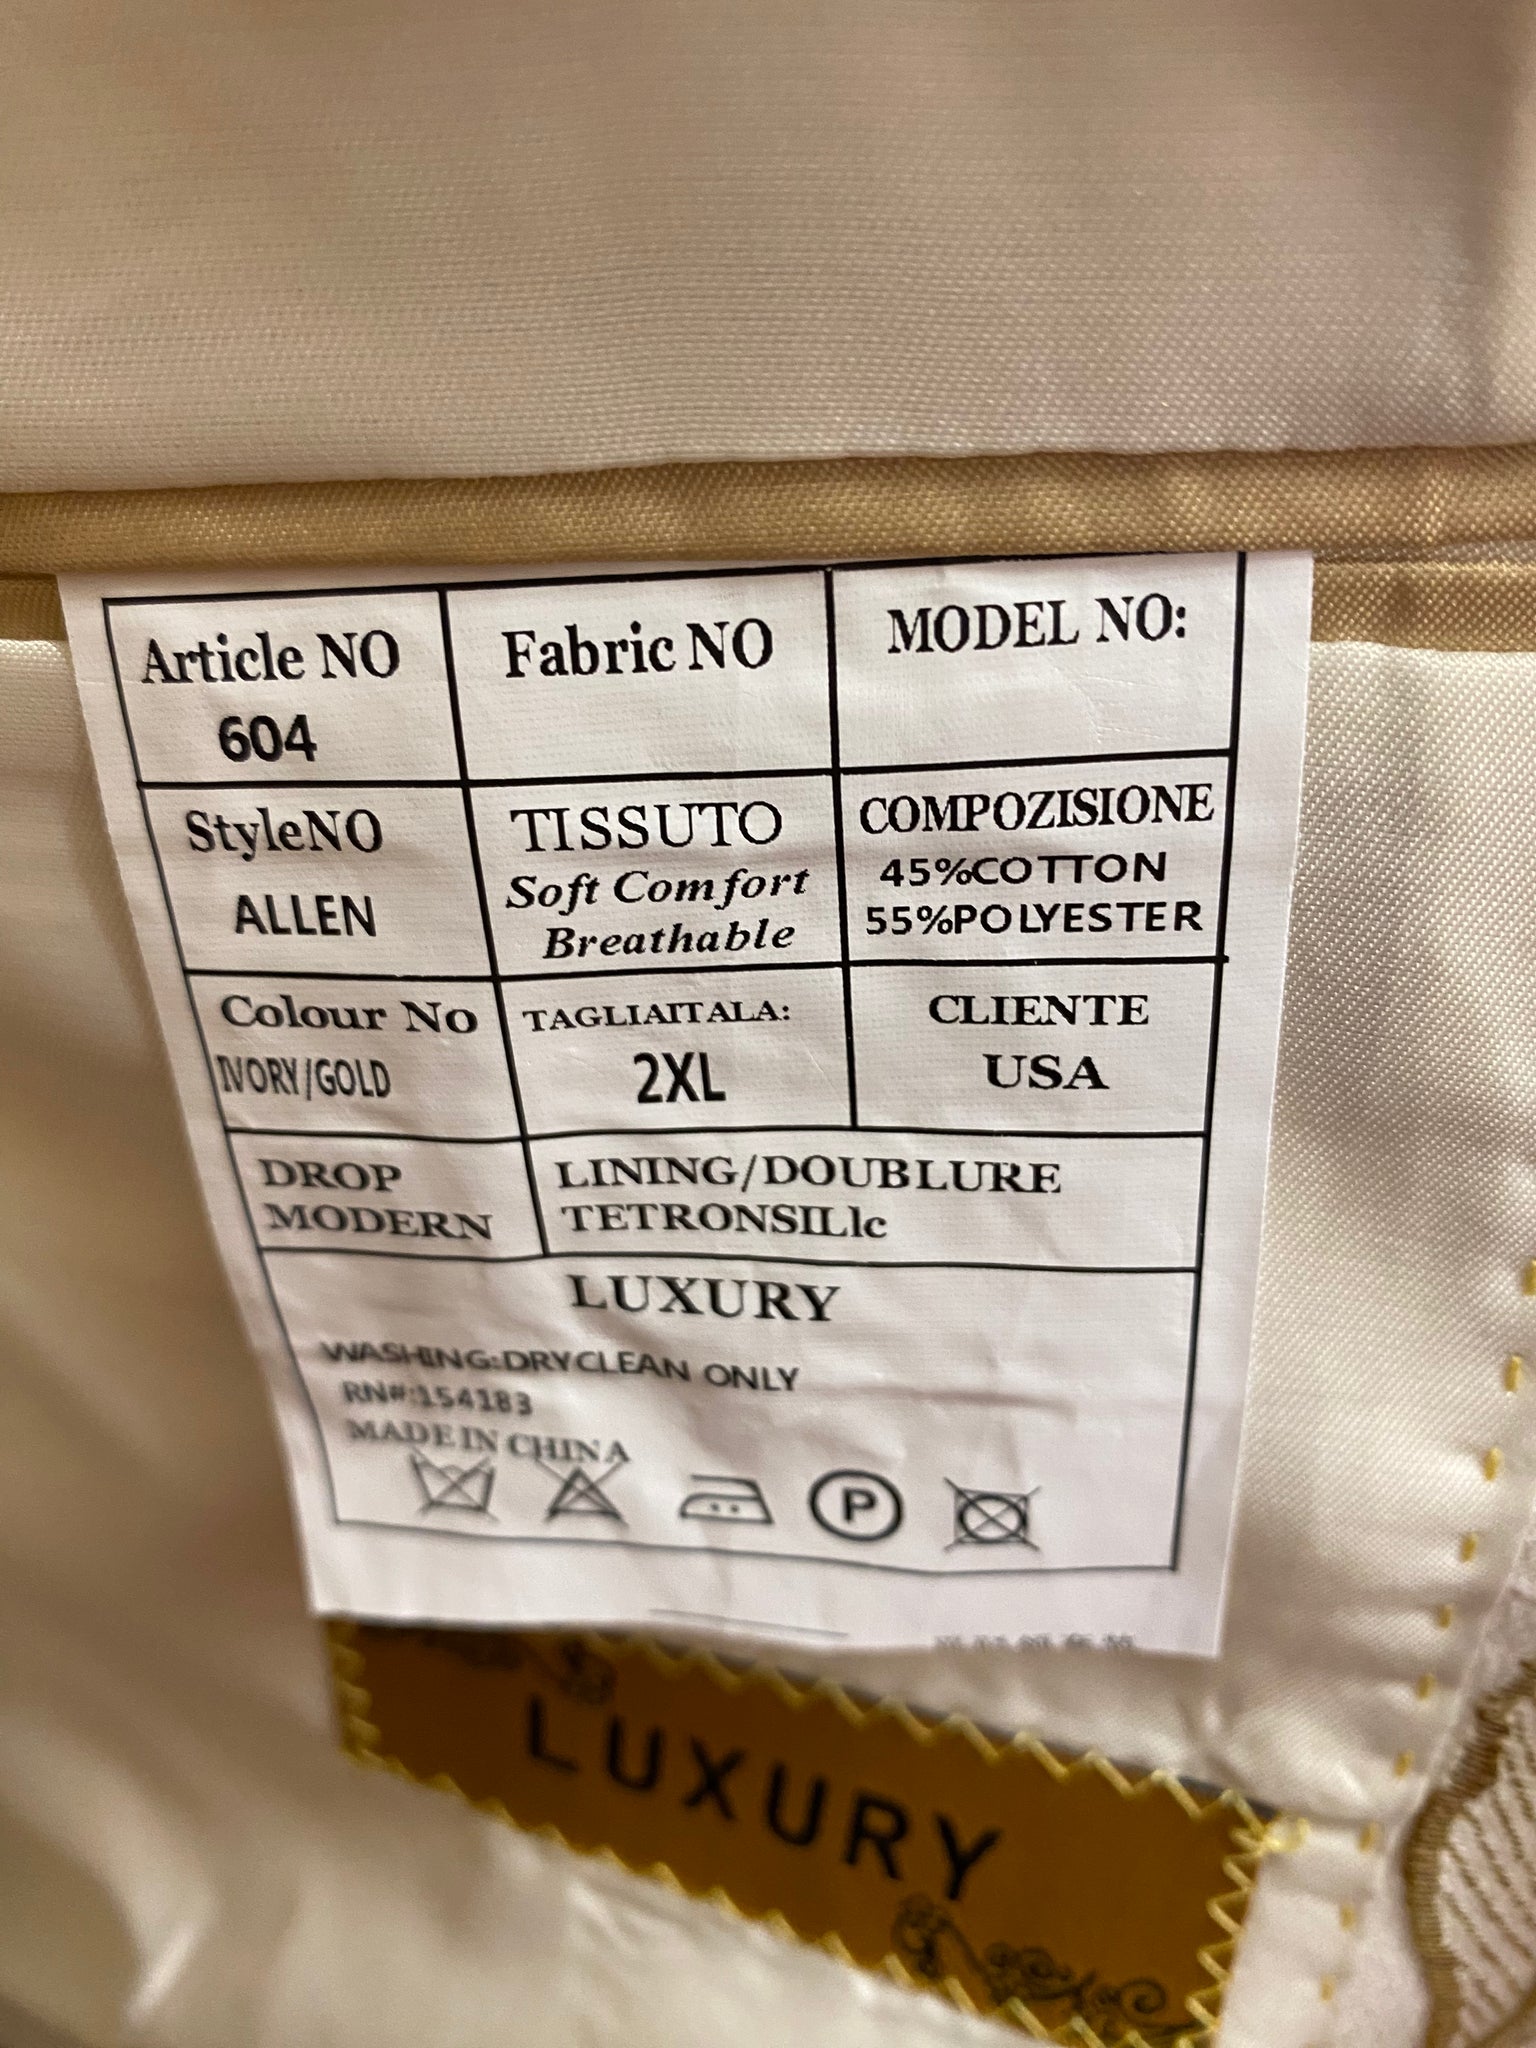 Article NO
604
Fabric NO
MODEL NO:
StyleNO
ALLEN
TISSUTO
Soft Comfort
Breathable
COMPOZISIONE
45%COTTON
55%POLYESTER
Colour No
IVORY/GOLD
TAGLIAITALA:
2XL
CLIENTE
USA
DROP
MODERN
LINING/DOUBLURE
TETRONSILlc
LUXURY
WASHING:DRYCLEAN ONLY
RN#:154183
MADE IN CHINA
P
LUXURY